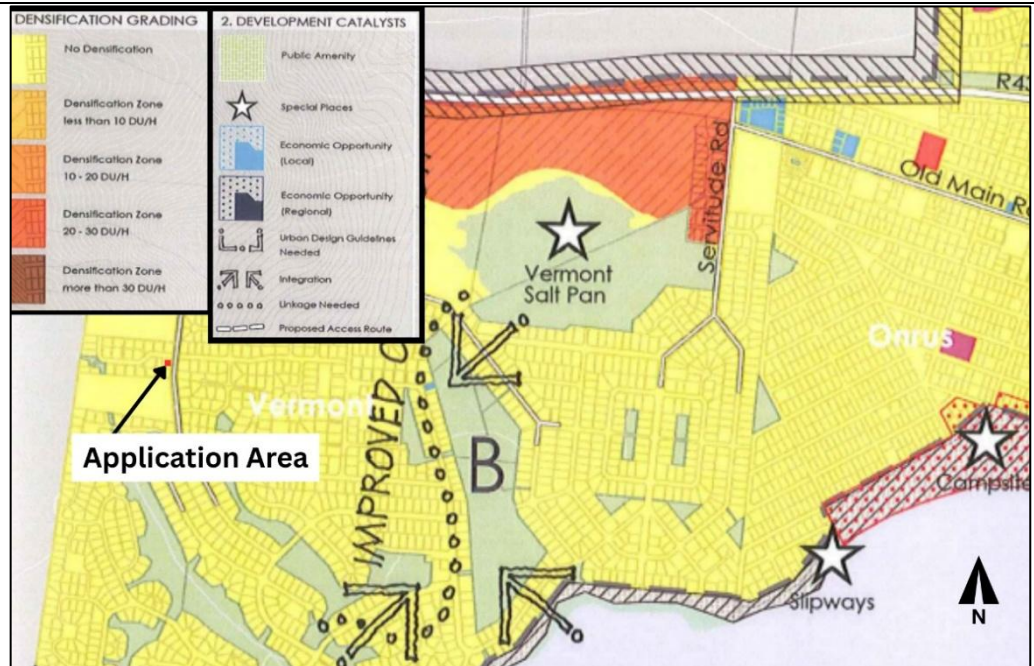 DENSIFICATION GRADING
No Densification
Densification Zone
less than 10 DU/H
Densification Zone
10 - 20 DU/H
Densification Zone
20 - 30 DU/H
Densification Zone
more than 30 DU/H
2. DEVELOPMENT CATALYSTS
Public Amenity
Special Places
Economic Opportunity
(Local)
Economic Opportunity
(Regional)
Urban Design Guidelines
Needed
Integration
Linkage Needed
Proposed Access Route
R43
Old Main R
Servitude Rd
Vermont
Salt Pan
Onrus
Vermont
IMPROVED
B
Application Area
Campsite
Slipways
N